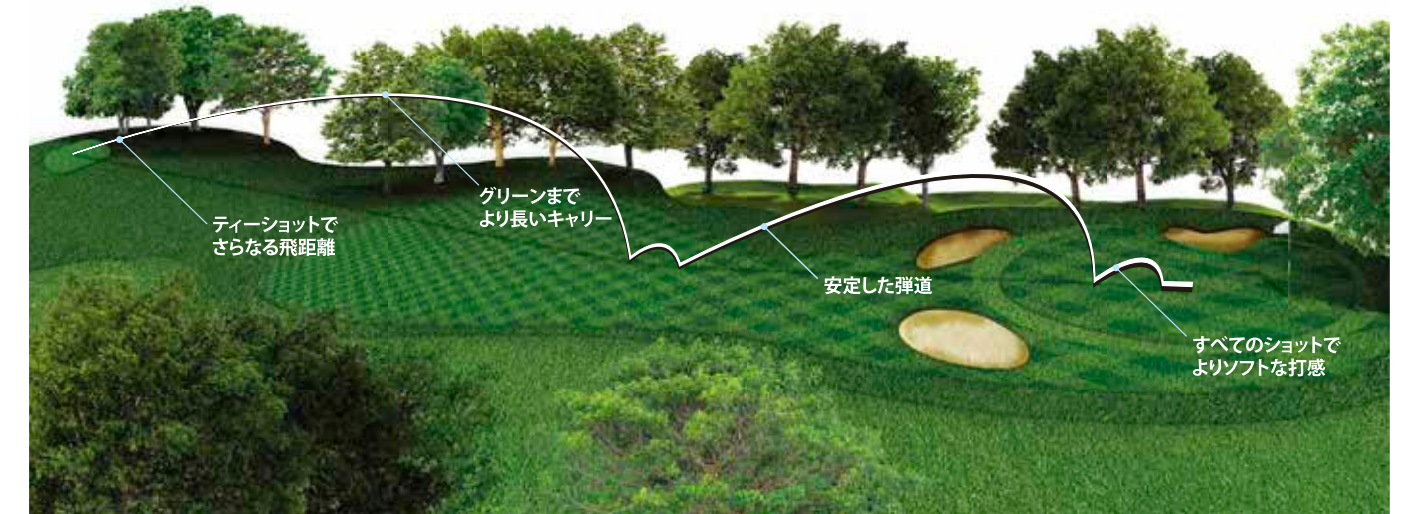 ティーショットで
さらなる飛距離
グリーンまで
より長いキャリー
安定した弾道
すべてのショットで
よりソフトな打感